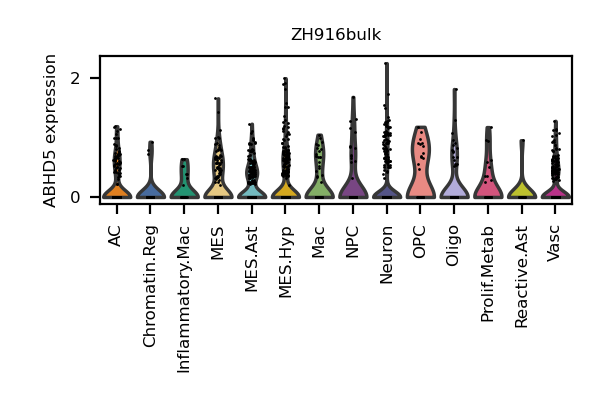 ZH916bulk
ABHD5 expression
2
0
AC
Chromatin.Reg
Inflammatory.Mac
MES
MES.Ast
MES.Hyp
Mac
NPC
Neuron
OPC
Oligo
Prolif.Metab
Reactive.Ast
Vasc